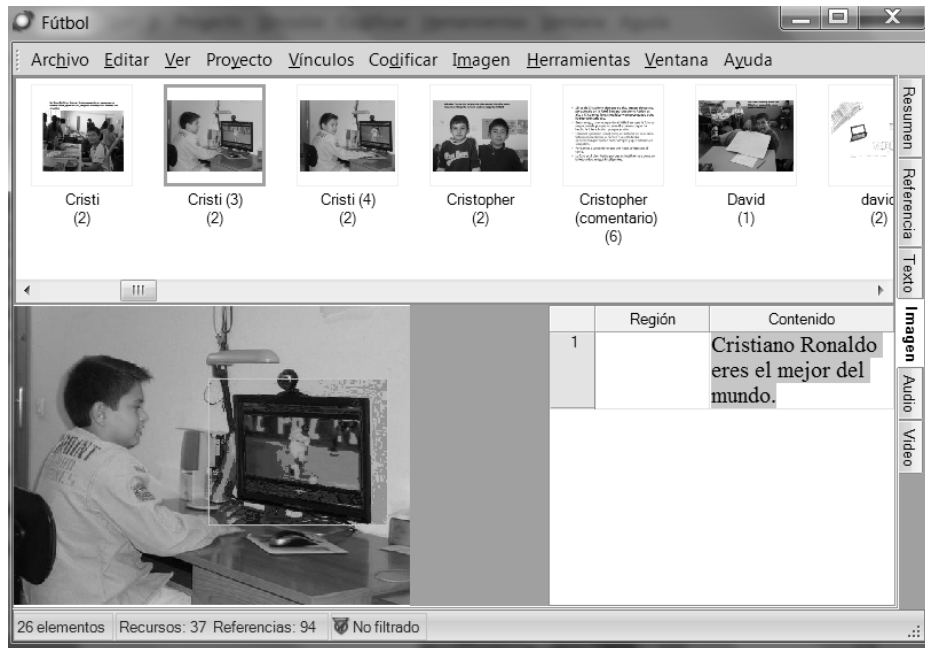 Fútbol
Archivo Editar Ver Proyecto Vínculos Codificar Imagen Herramientas Ventana Ayuda
Cristi
(2)
Cristi (3)
(2)
Cristi (4)
(2)
Cristopher
(2)
Cristopher
(comentario)
(6)
David
(1)
david
(2)
Resumen
Referencia
Texto
Imagen
Audio
Video
Región Contenido
1
Cristiano Ronaldo
eres el mejor del
mundo.
26 elementos Recursos: 37 Referencias: 94 No filtrado